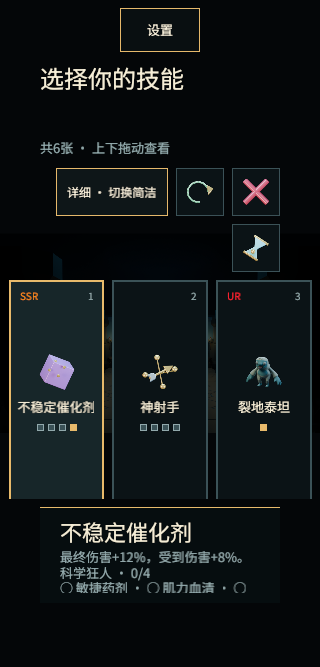 设置
选择你的技能
共6张 · 上下拖动查看
详细 · 切换简洁
SSR 1
2
UR 3
不稳定催化剂
神射手
裂地泰坦
不稳定催化剂
最终伤害+12%，受到伤害+8%。
科学狂人 · 0/4
〇 敏捷药剂 · 〇 肌力血清 · 〇